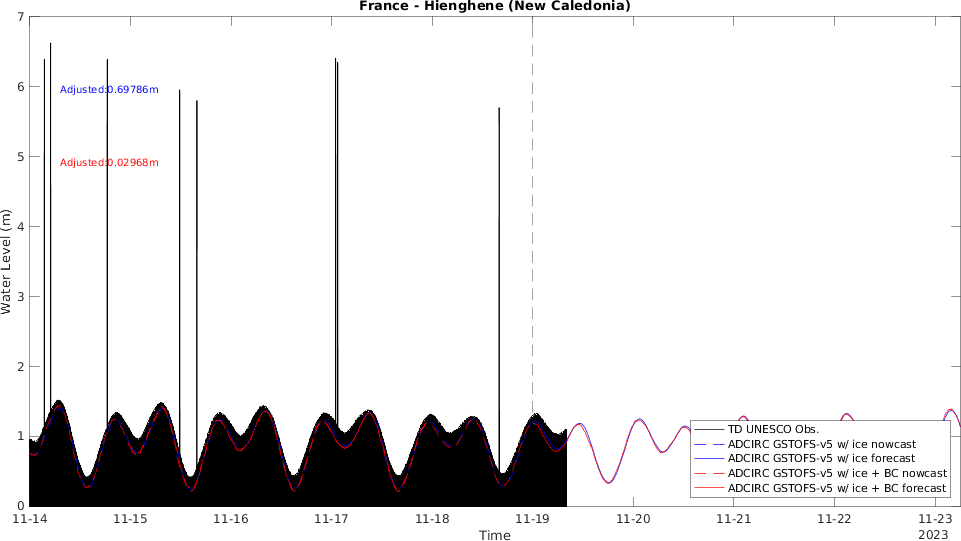 France - Hienghene (New Caledonia)
7
6
5
4
3
2
1
0
Water Level (m)
Adjusted:0.69786m
Adjusted:0.02968m
TD UNESCO Obs.
ADCIRC GSTOFS-v5 w/ ice nowcast
ADCIRC GSTOFS-v5 w/ ice forecast
ADCIRC GSTOFS-v5 w/ ice + BC nowcast
ADCIRC GSTOFS-v5 w/ ice + BC forecast
11-14 11-15 11-16 11-17 11-18 11-19 11-20 11-21 11-22 11-23
Time
2023